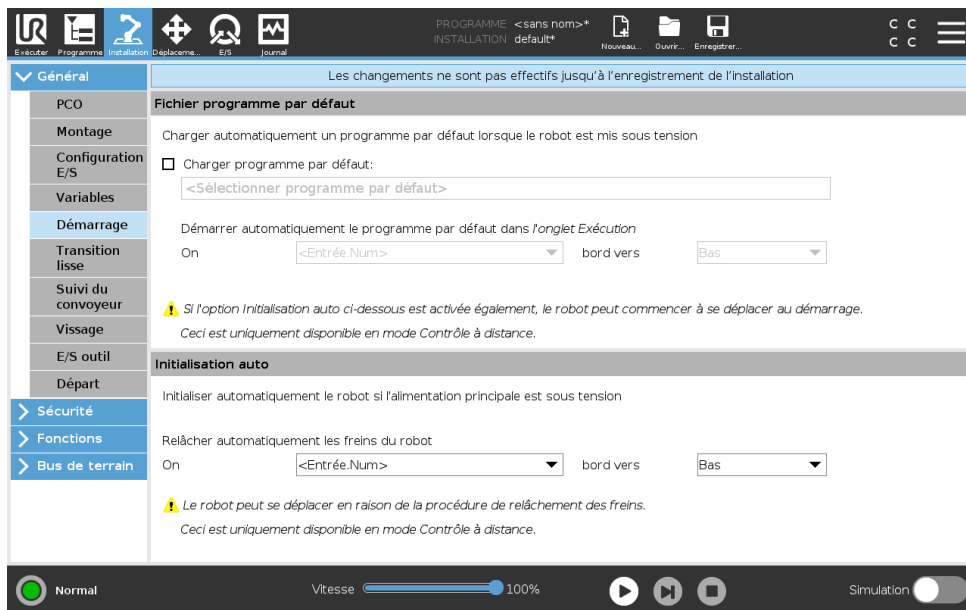 PROGRAMME <sans nom>*
INSTALLATION default*
Exécuter Programme Installation Déplaceme... E/S Journal Nouveau... Ouvrir... Enregistrer...
C C
C C
Général
PCO
Montage
Configuration
E/S
Variables
Démarrage
Transition
lisse
Suivi du
convoyeur
Vissage
E/S outil
Départ
Sécurité
Fonctions
Bus de terrain
Les changements ne sont pas effectifs jusqu'à l'enregistrement de l'installation
Fichier programme par défaut
Charger automatiquement un programme par défaut lorsque le robot est mis sous tension
Charger programme par défaut:
<Sélectionner programme par défaut>
Démarrer automatiquement le programme par défaut dans l'onglet Exécution
On <Entrée.Num> bord vers Bas
Si l'option Initialisation auto ci-dessous est activée également, le robot peut commencer à se déplacer au démarrage.
Ceci est uniquement disponible en mode Contrôle à distance.
Initialisation auto
Initialiser automatiquement le robot si l'alimentation principale est sous tension
Relâcher automatiquement les freins du robot
On <Entrée.Num> bord vers Bas
Le robot peut se déplacer en raison de la procédure de relâchement des freins.
Ceci est uniquement disponible en mode Contrôle à distance.
Normal Vitesse 100% Simulation